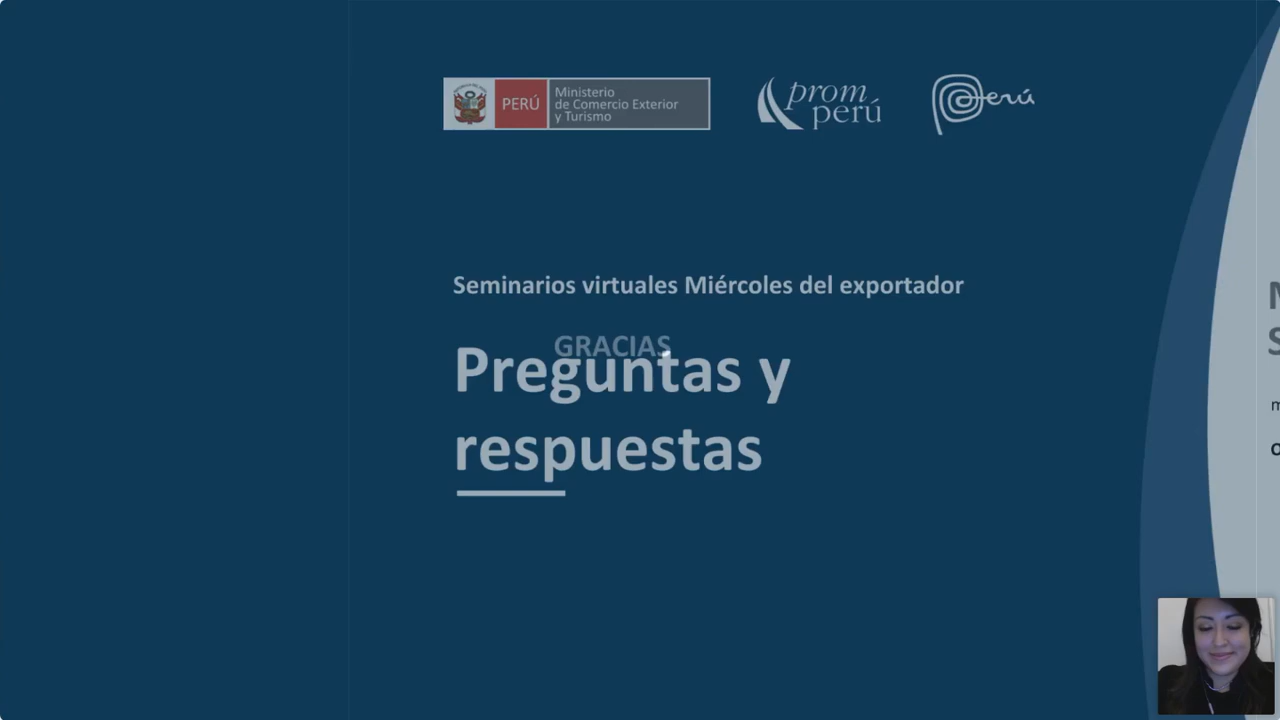 PERÚ
Ministerio
de Comercio Exterior
y Turismo
prom
perú
Perú
Seminarios virtuales Miércoles del exportador
GRACIAS
Preguntas y
respuestas